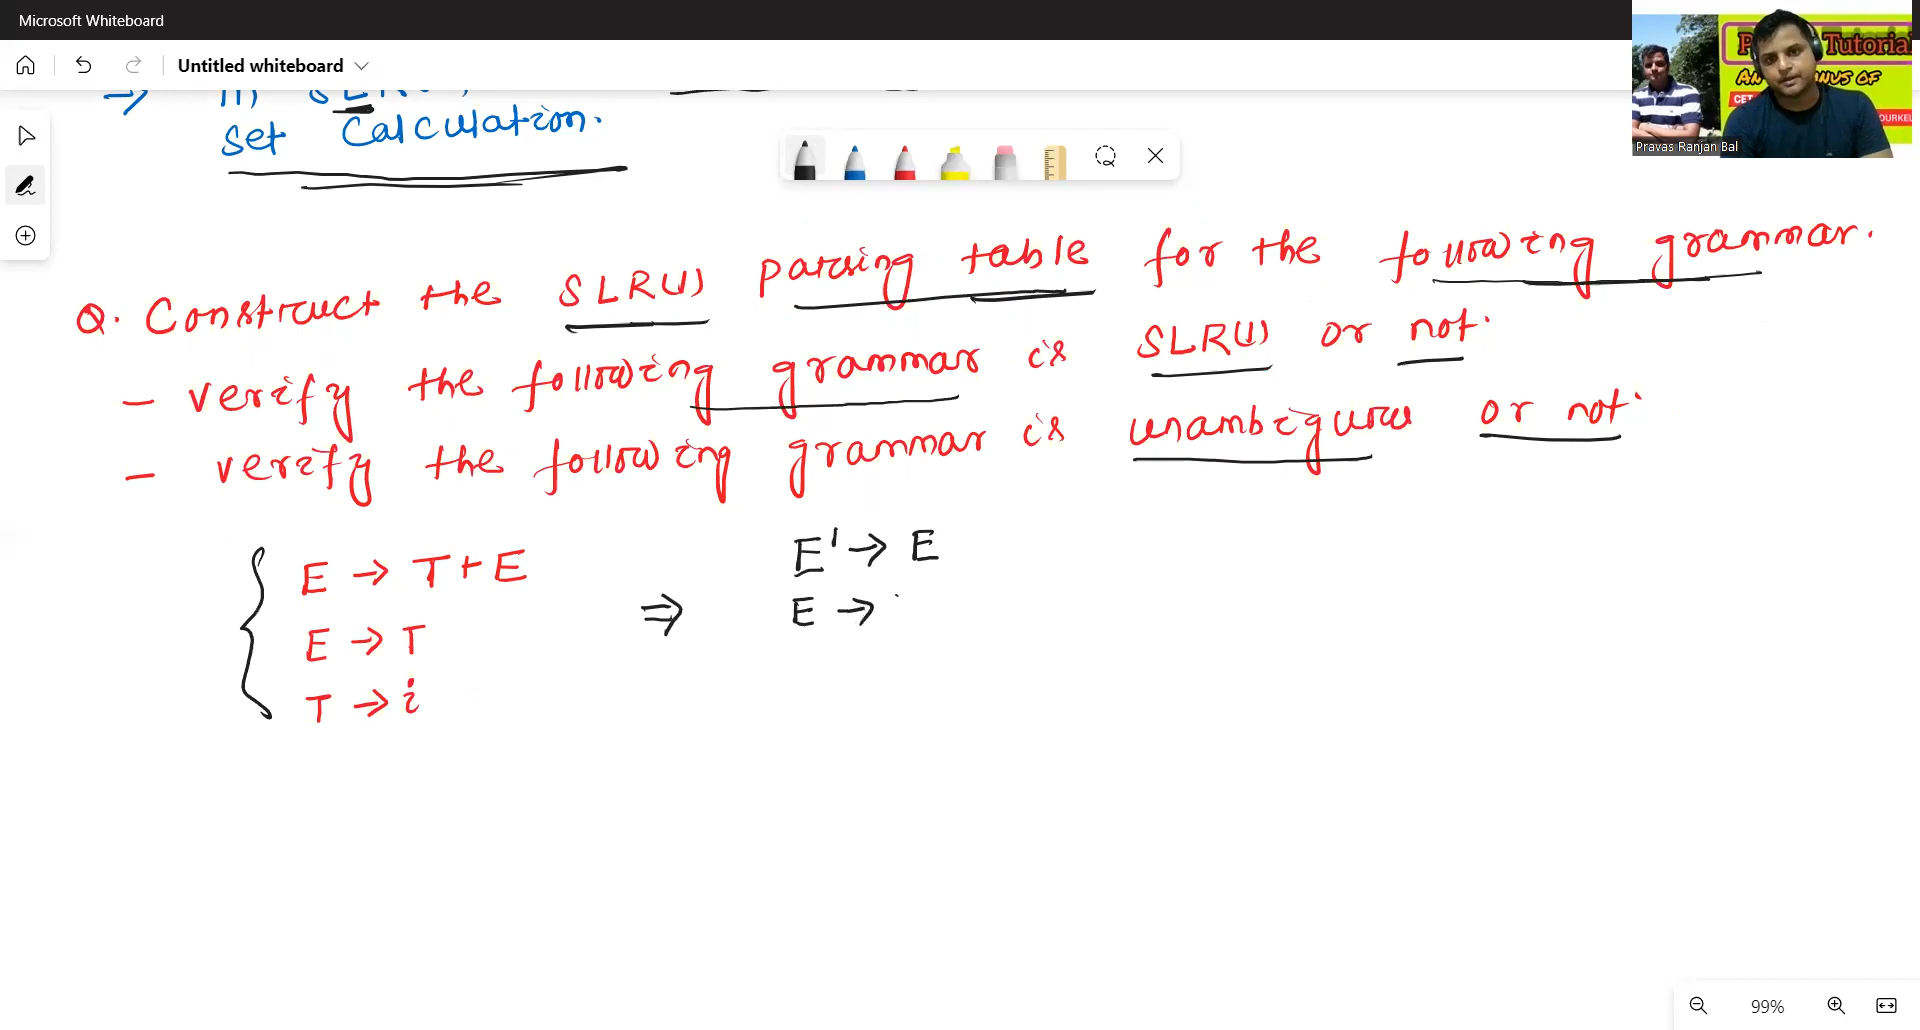 Microsoft Whiteboard
Untitled whiteboard
set Calculation.
Q. Construct the SLR(1) parsing table for the following grammar.
- verify the following grammar is SLR(1) or not.
- verify the following grammar is unambiguous or not.
E → T+E
E → T
T → i
⇒
E' → E
E →
Tutorial
Pravas Ranjan Bal
99%